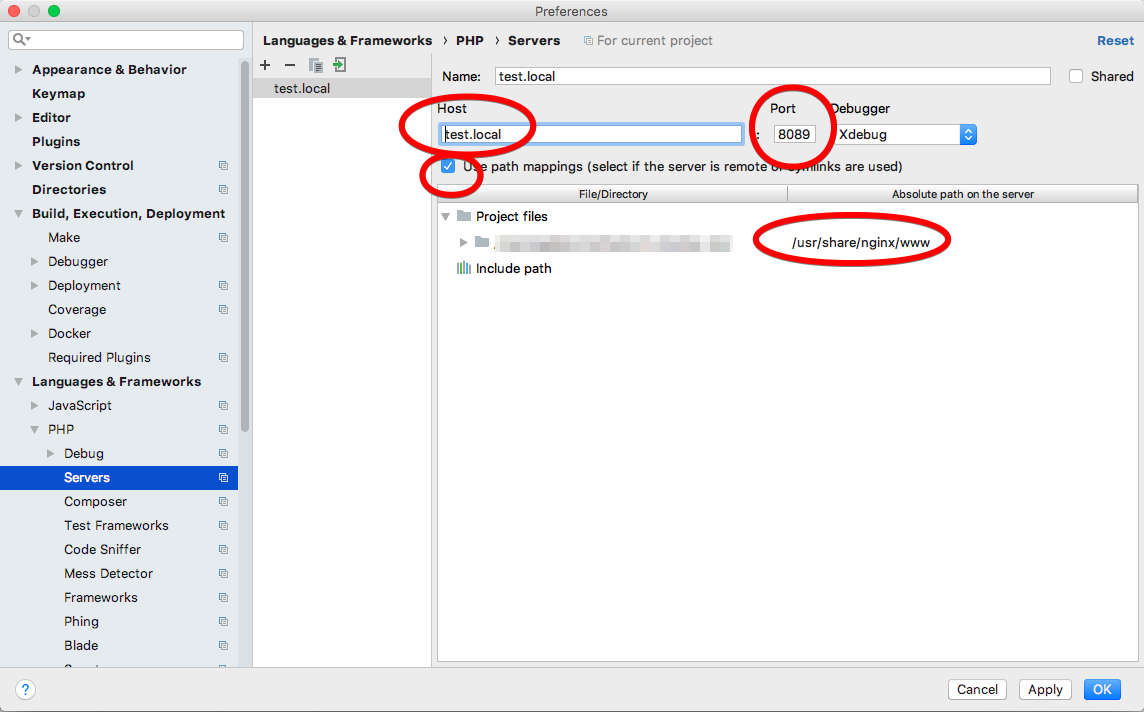 Preferences
Languages & Frameworks › PHP › Servers For current project Reset
Appearance & Behavior
Keymap
Editor
Plugins
Version Control
Directories
Build, Execution, Deployment
Make
Debugger
Deployment
Coverage
Docker
Required Plugins
Languages & Frameworks
JavaScript
PHP
Debug
Servers
Composer
Test Frameworks
Code Sniffer
Mess Detector
Frameworks
Phing
Blade
test.local
Name: test.local Shared
Host Port Debugger
test.local : 8089 Xdebug
Use path mappings (select if the server is remote or symlinks are used)
File/Directory Absolute path on the server
Project files
/usr/share/nginx/www
Include path
? Cancel Apply OK